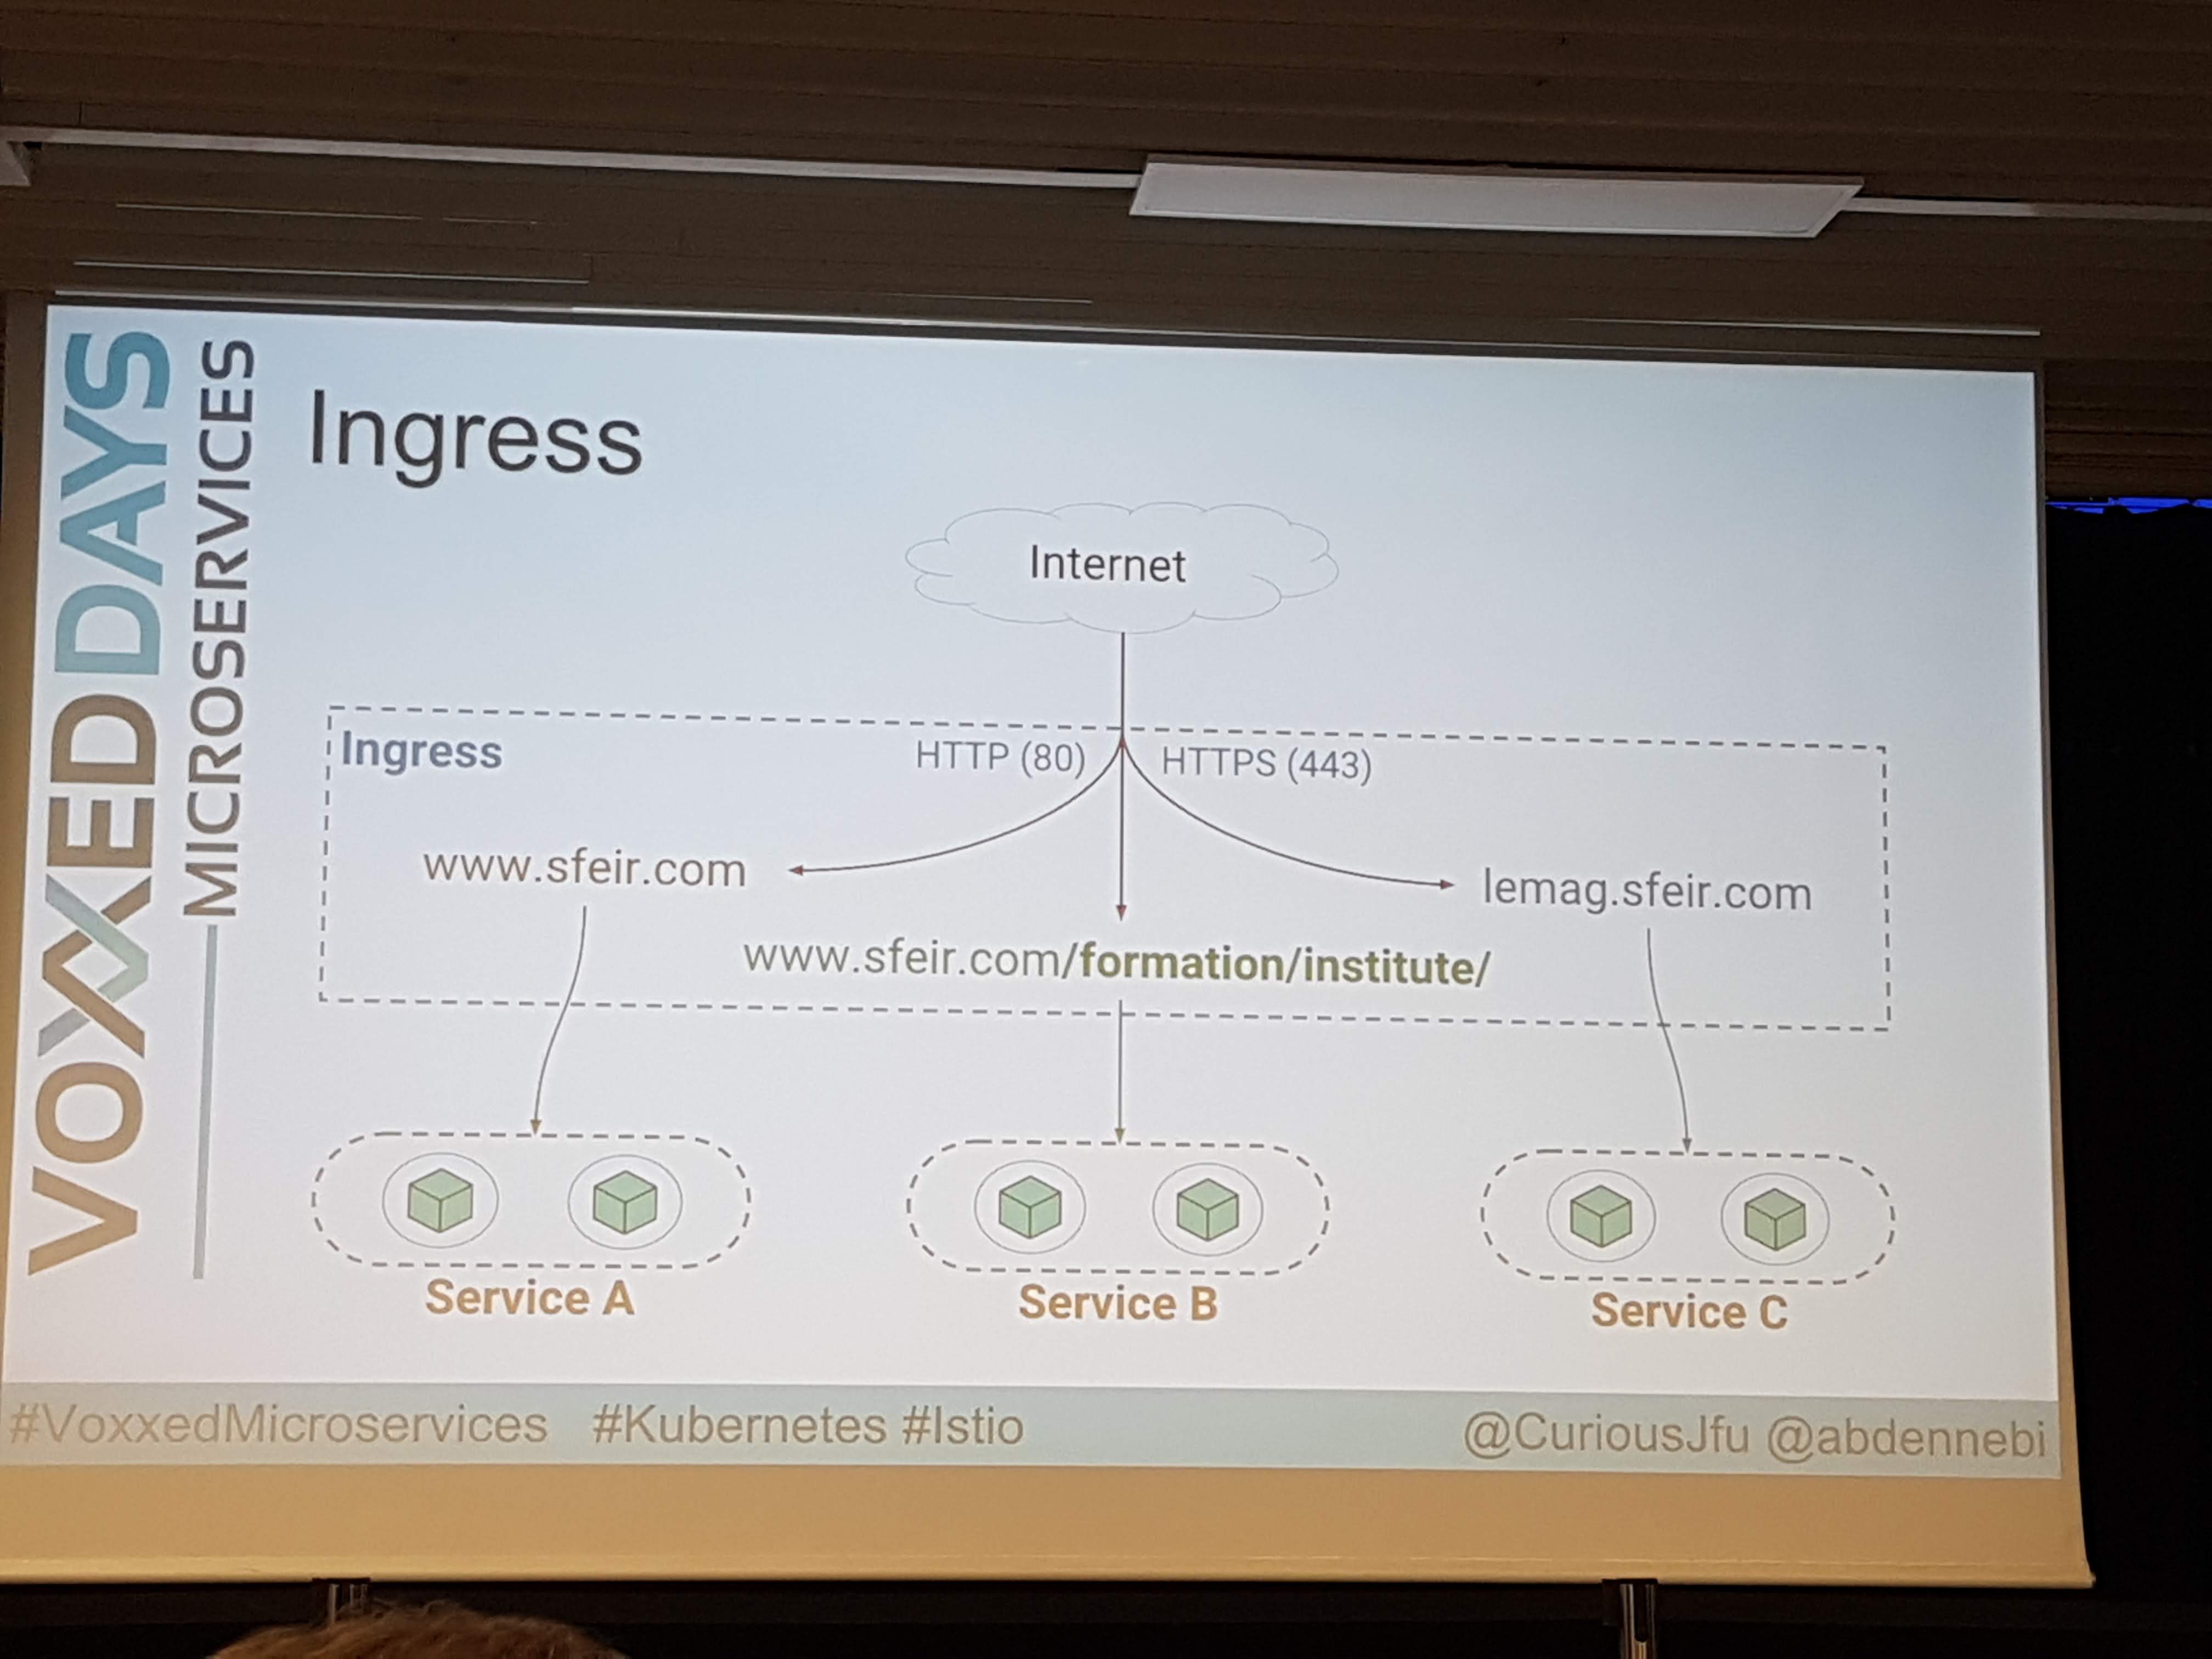 VOXXED DAYS
MICROSERVICES
Ingress
Internet
Ingress
HTTP (80)
HTTPS (443)
www.sfeir.com
lemag.sfeir.com
www.sfeir.com/formation/institute/
Service A
Service B
Service C
#VoxxedMicroservices #Kubernetes #Istio
@CuriousJfu @abdennebi